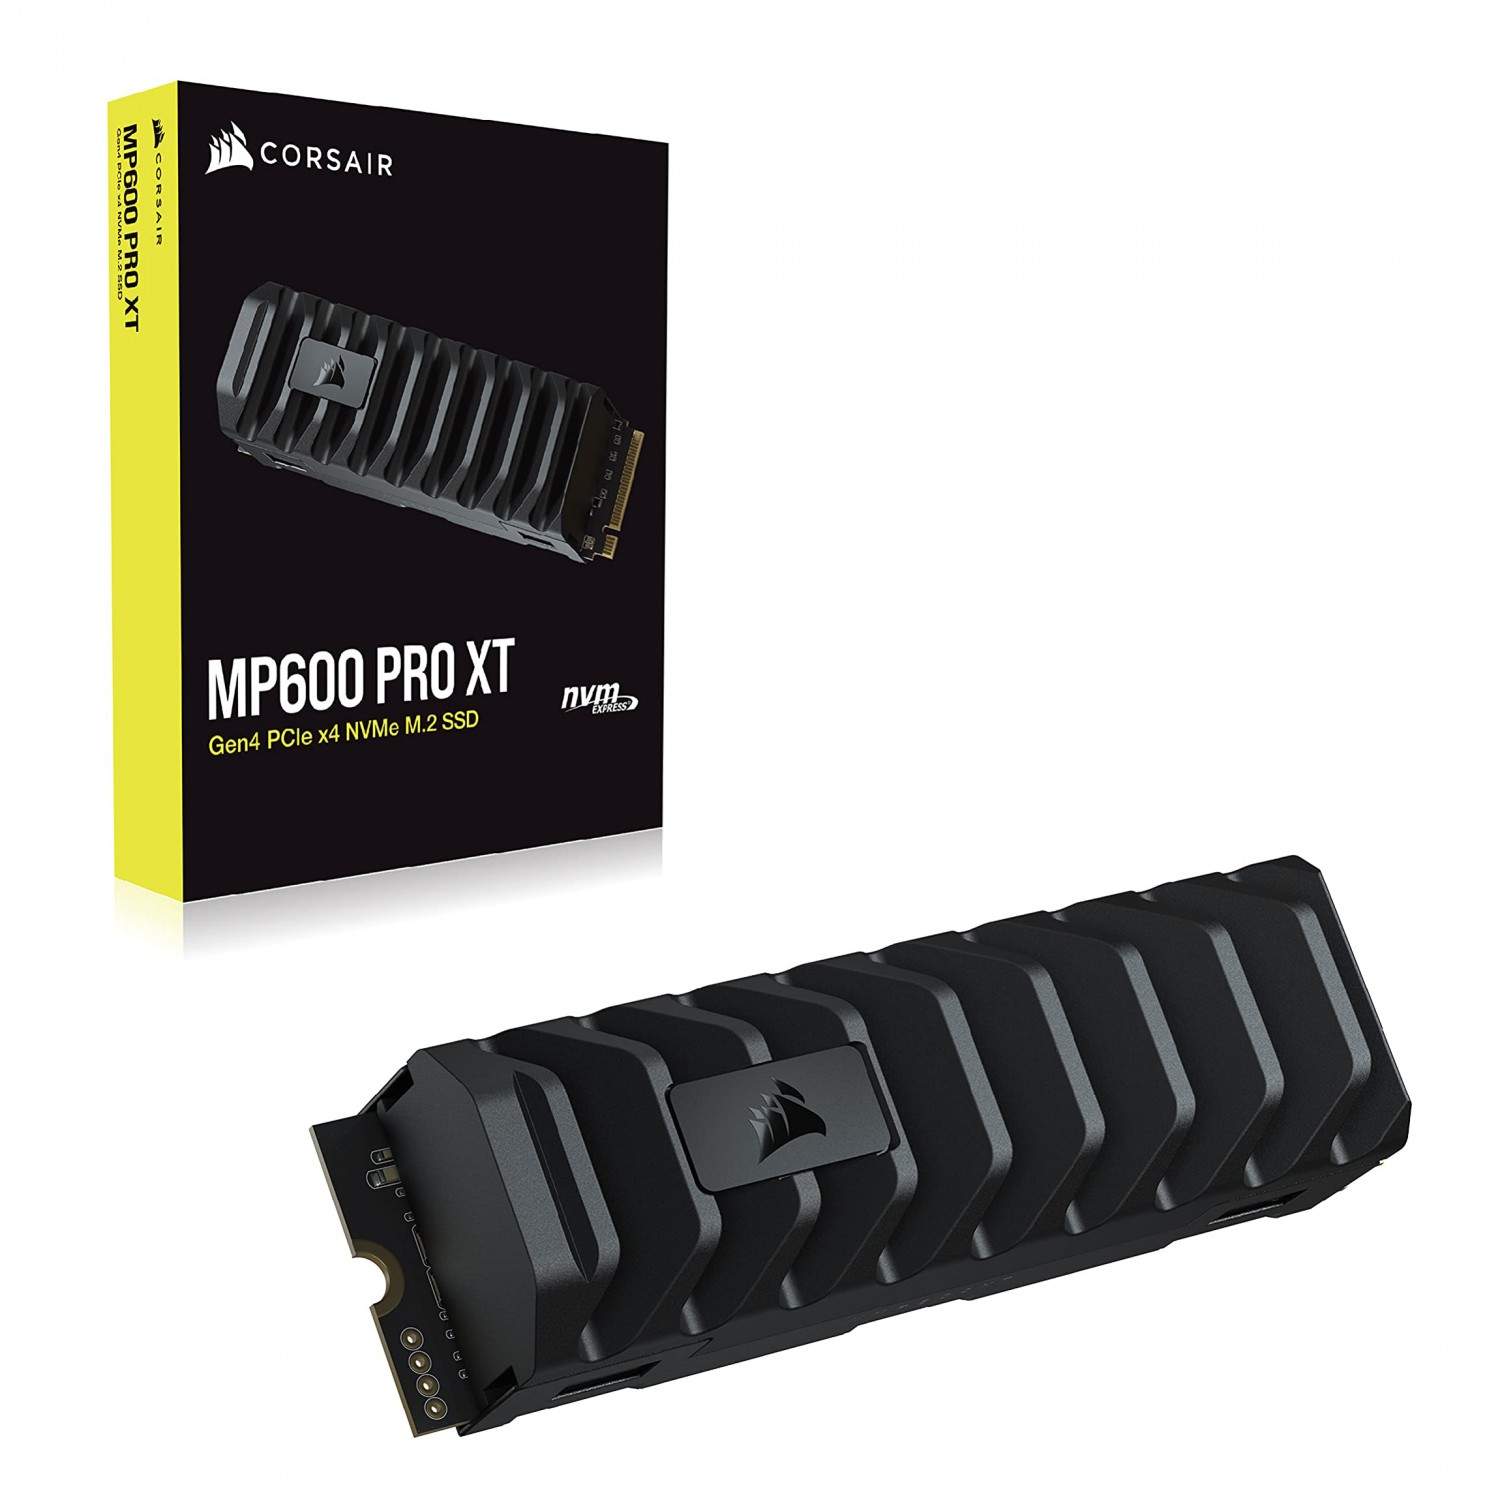 CORSAIR
MP600 PRO XT
Gen4 PCIe x4 NVMe M.2 SSD
CORSAIR
MP600 PRO XT
Gen4 PCIe x4 NVMe M.2 SSD
nvm
EXPRESS